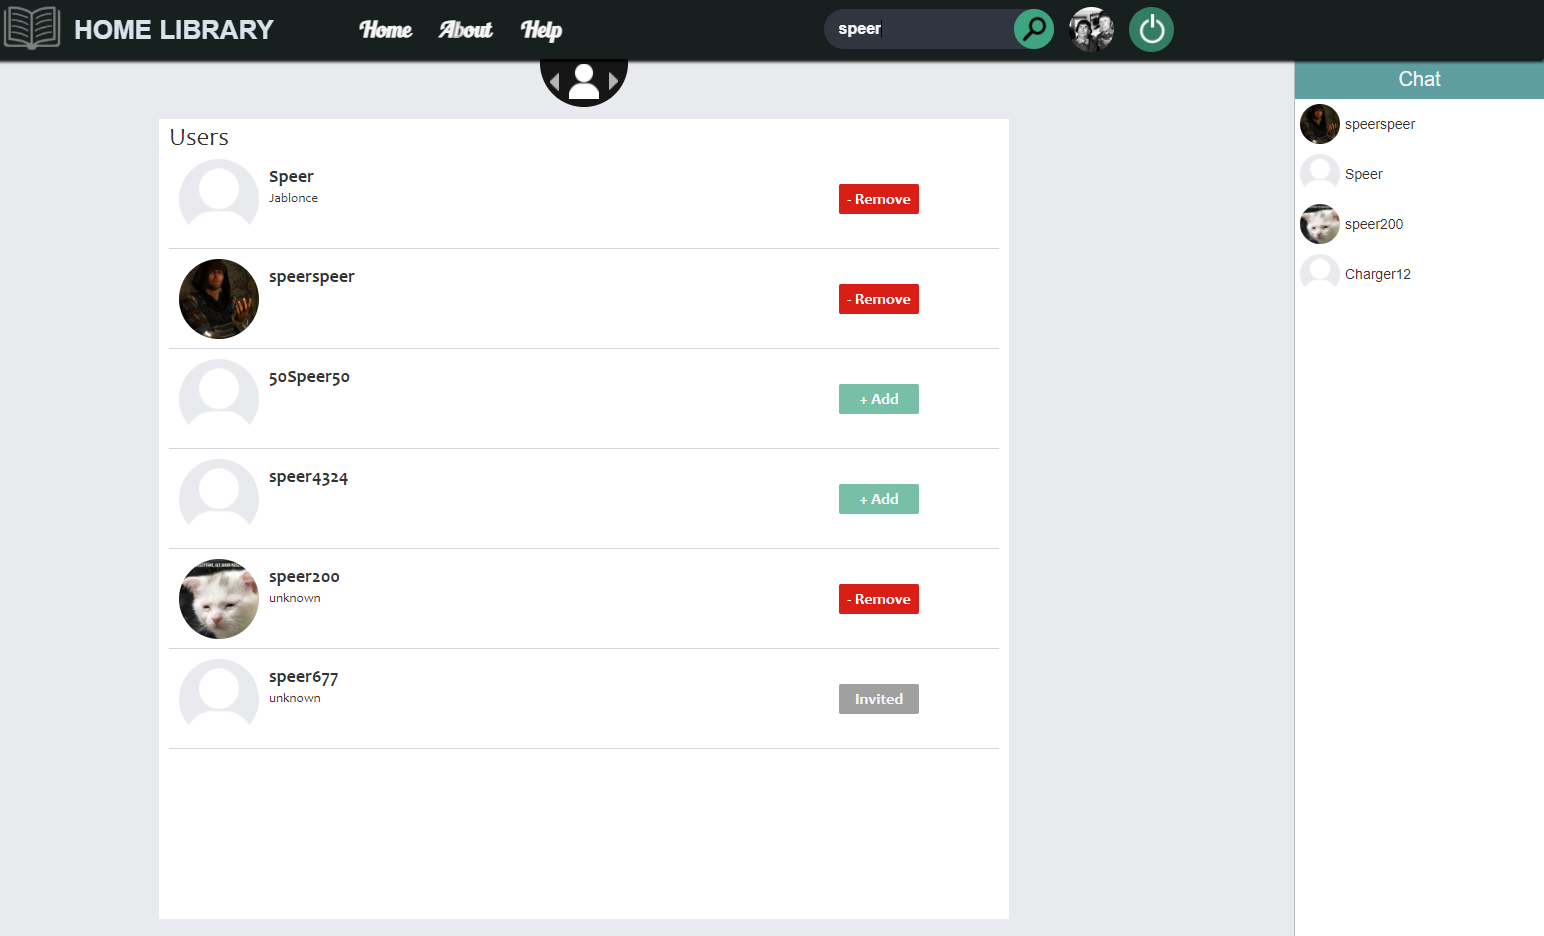 HOME LIBRARY
Home
About
Help
speer
Chat
speerspeer
Speer
speer200
Charger12
Users
Speer
Jablonce
- Remove
speerspeer
- Remove
50Speer50
+ Add
speer4324
+ Add
speer200
unknown
- Remove
speer677
unknown
Invited